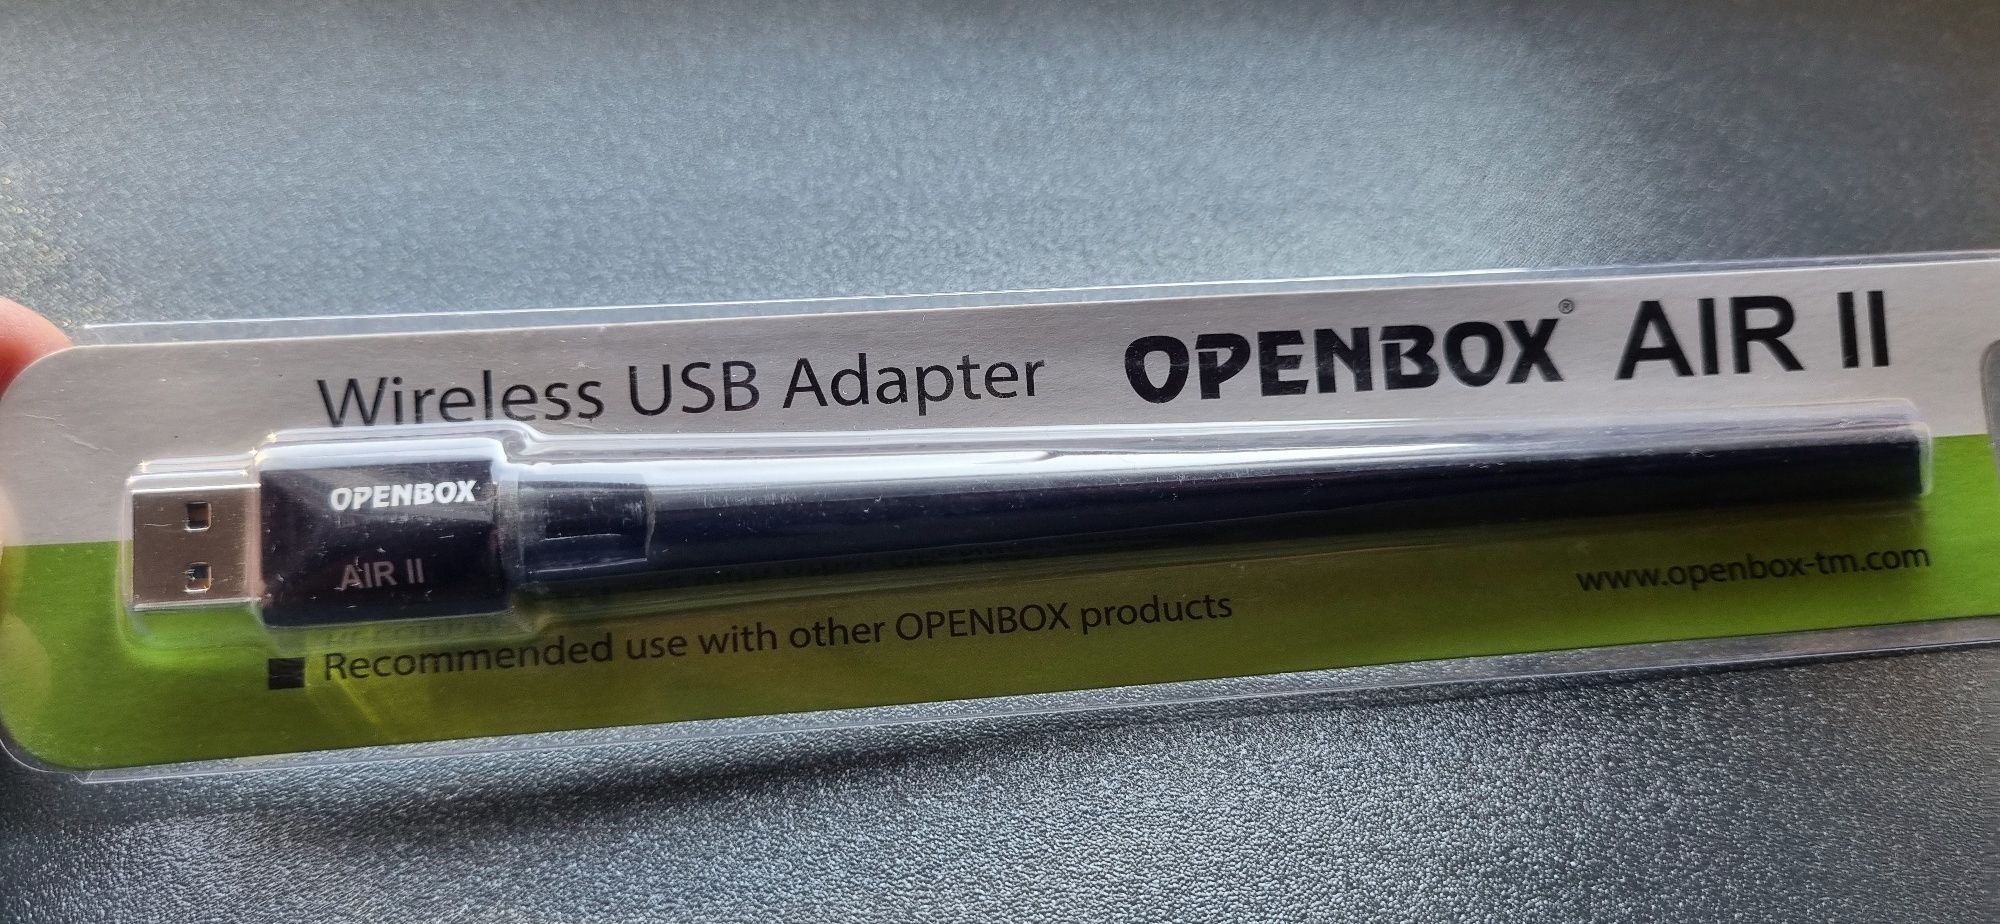 Wireless USB Adapter OPENBOX® AIR II
OPENBOX
AIR II
www.openbox-tm.com
Recommended use with other OPENBOX products